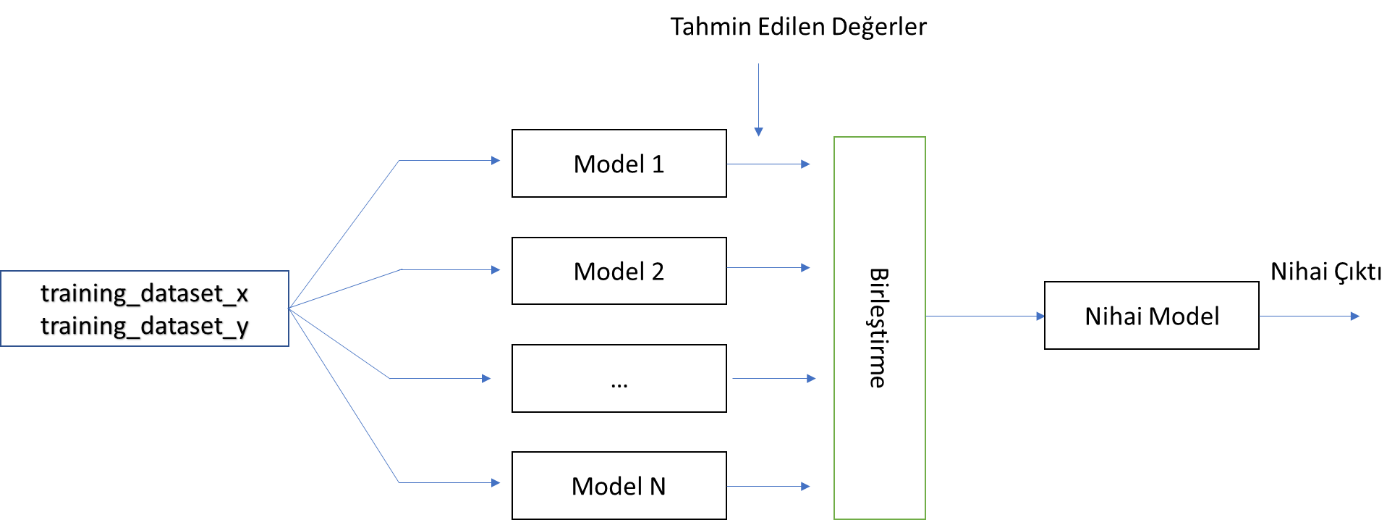 Tahmin Edilen Değerler
training_dataset_x
training_dataset_y
Model 1
Model 2
...
Model N
Birleştirme
Nihai Model
Nihai Çıktı